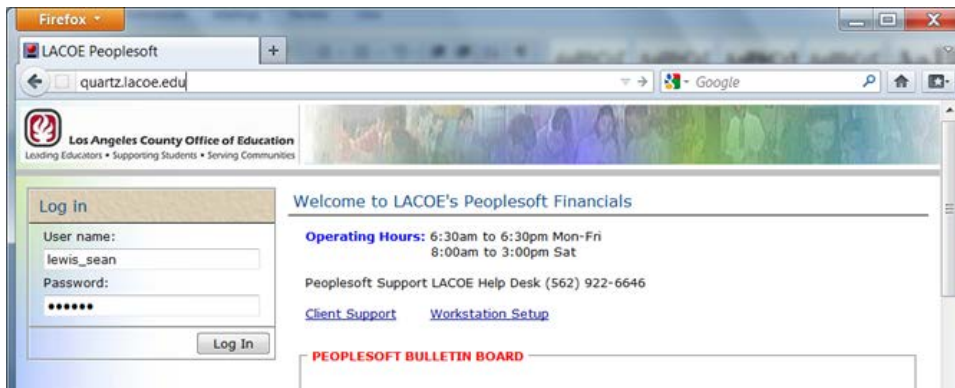 Firefox
LACOE Peoplesoft
quartz.lacoe.edu
Google
Los Angeles County Office of Education
Leading Educators • Supporting Students • Serving Communities
Log in
User name:
lewis_sean
Password:
••••••
Log In
Welcome to LACOE's Peoplesoft Financials
Operating Hours: 6:30am to 6:30pm Mon-Fri
8:00am to 3:00pm Sat
Peoplesoft Support LACOE Help Desk (562) 922-6646
Client Support Workstation Setup
PEOPLESOFT BULLETIN BOARD